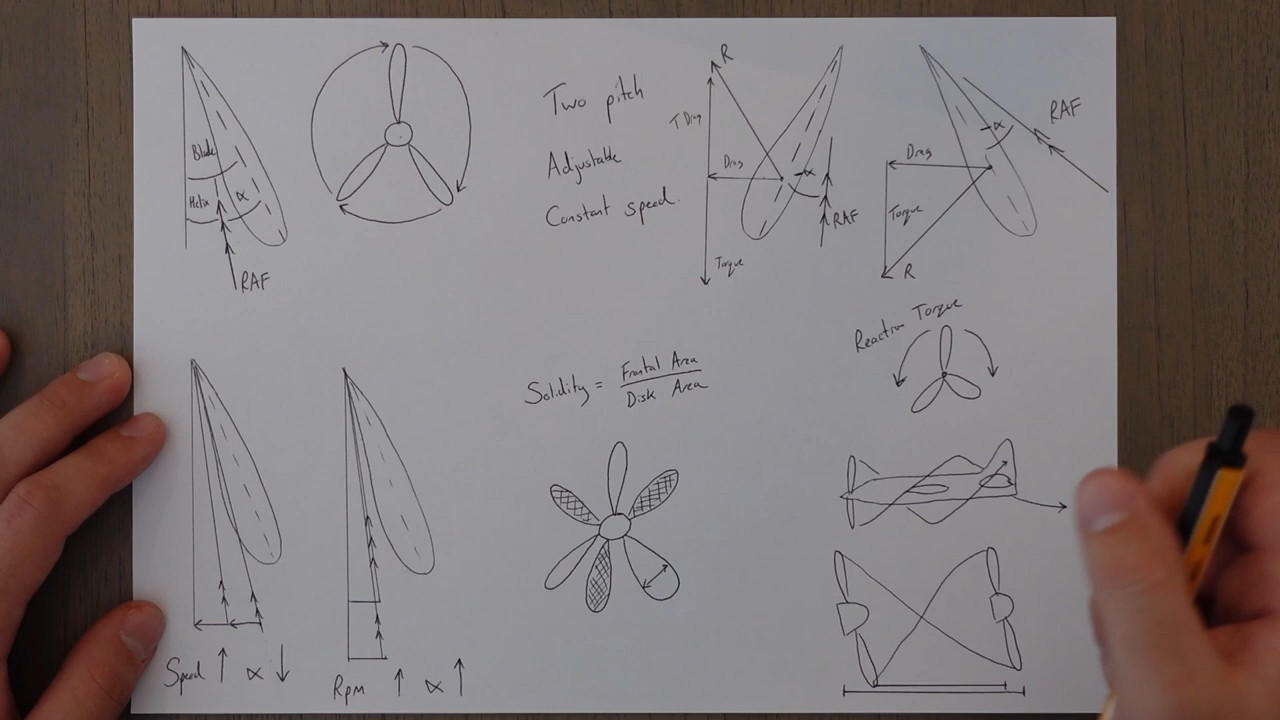 Blade
Helix
α
RAF
Two pitch
Adjustable
Constant speed.
R
T Drag
Drag
α
RAF
Torque
RAF
α
Drag
Torque
R
Reaction Torque
Solidity = Frontal Area
Disk Area
Speed ↑ α ↓
Rpm ↑ α ↑